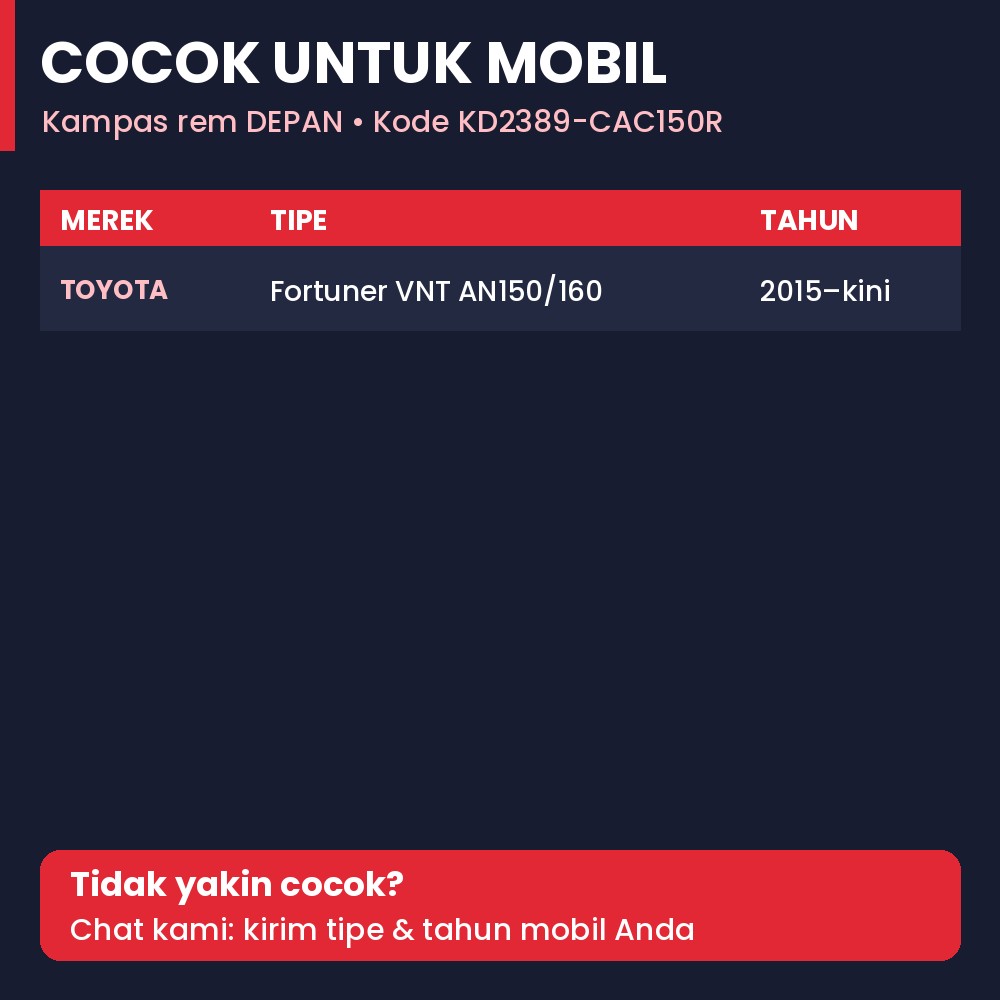 COCOK UNTUK MOBIL
Kampas rem DEPAN • Kode KD2389-CAC150R
MEREK TIPE TAHUN
TOYOTA Fortuner VNT AN150/160 2015–kini
Tidak yakin cocok?
Chat kami: kirim tipe & tahun mobil Anda